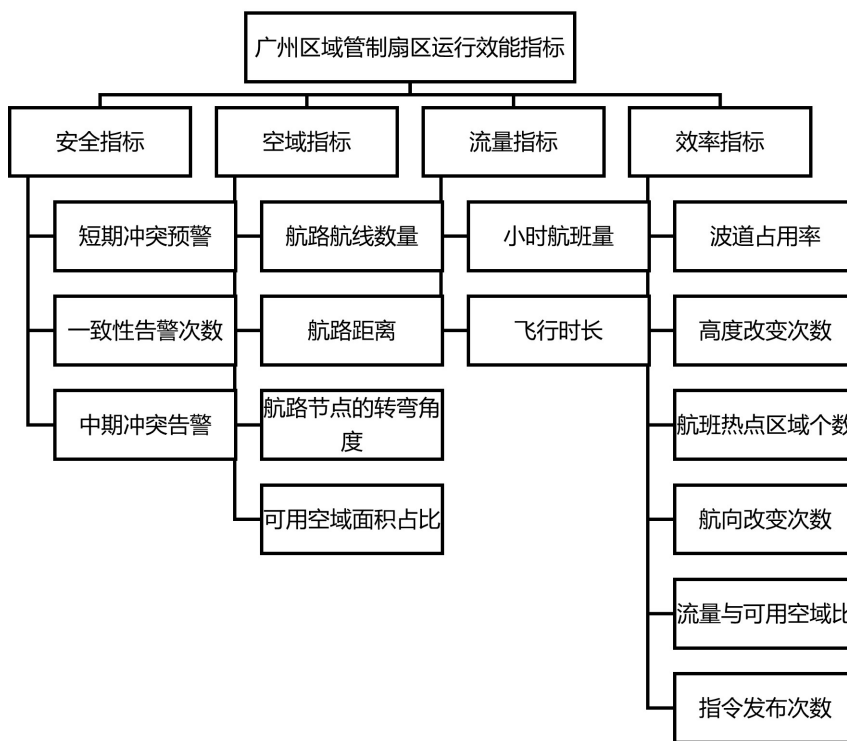 广州区域管制扇区运行效能指标
安全指标
空域指标
流量指标
效率指标
短期冲突预警
航路航线数量
小时航班量
波道占用率
一致性告警次数
航路距离
飞行时长
高度改变次数
中期冲突告警
航路节点的转弯角
度
航班热点区域个数
可用空域面积占比
航向改变次数
流量与可用空域比
指令发布次数